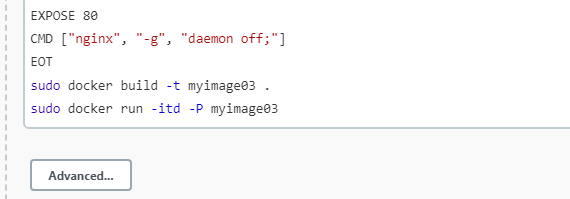 EXPOSE 80
CMD ["nginx", "-g", "daemon off;"]
EOT
sudo docker build -t myimage03 .
sudo docker run -itd -P myimage03
Advanced...